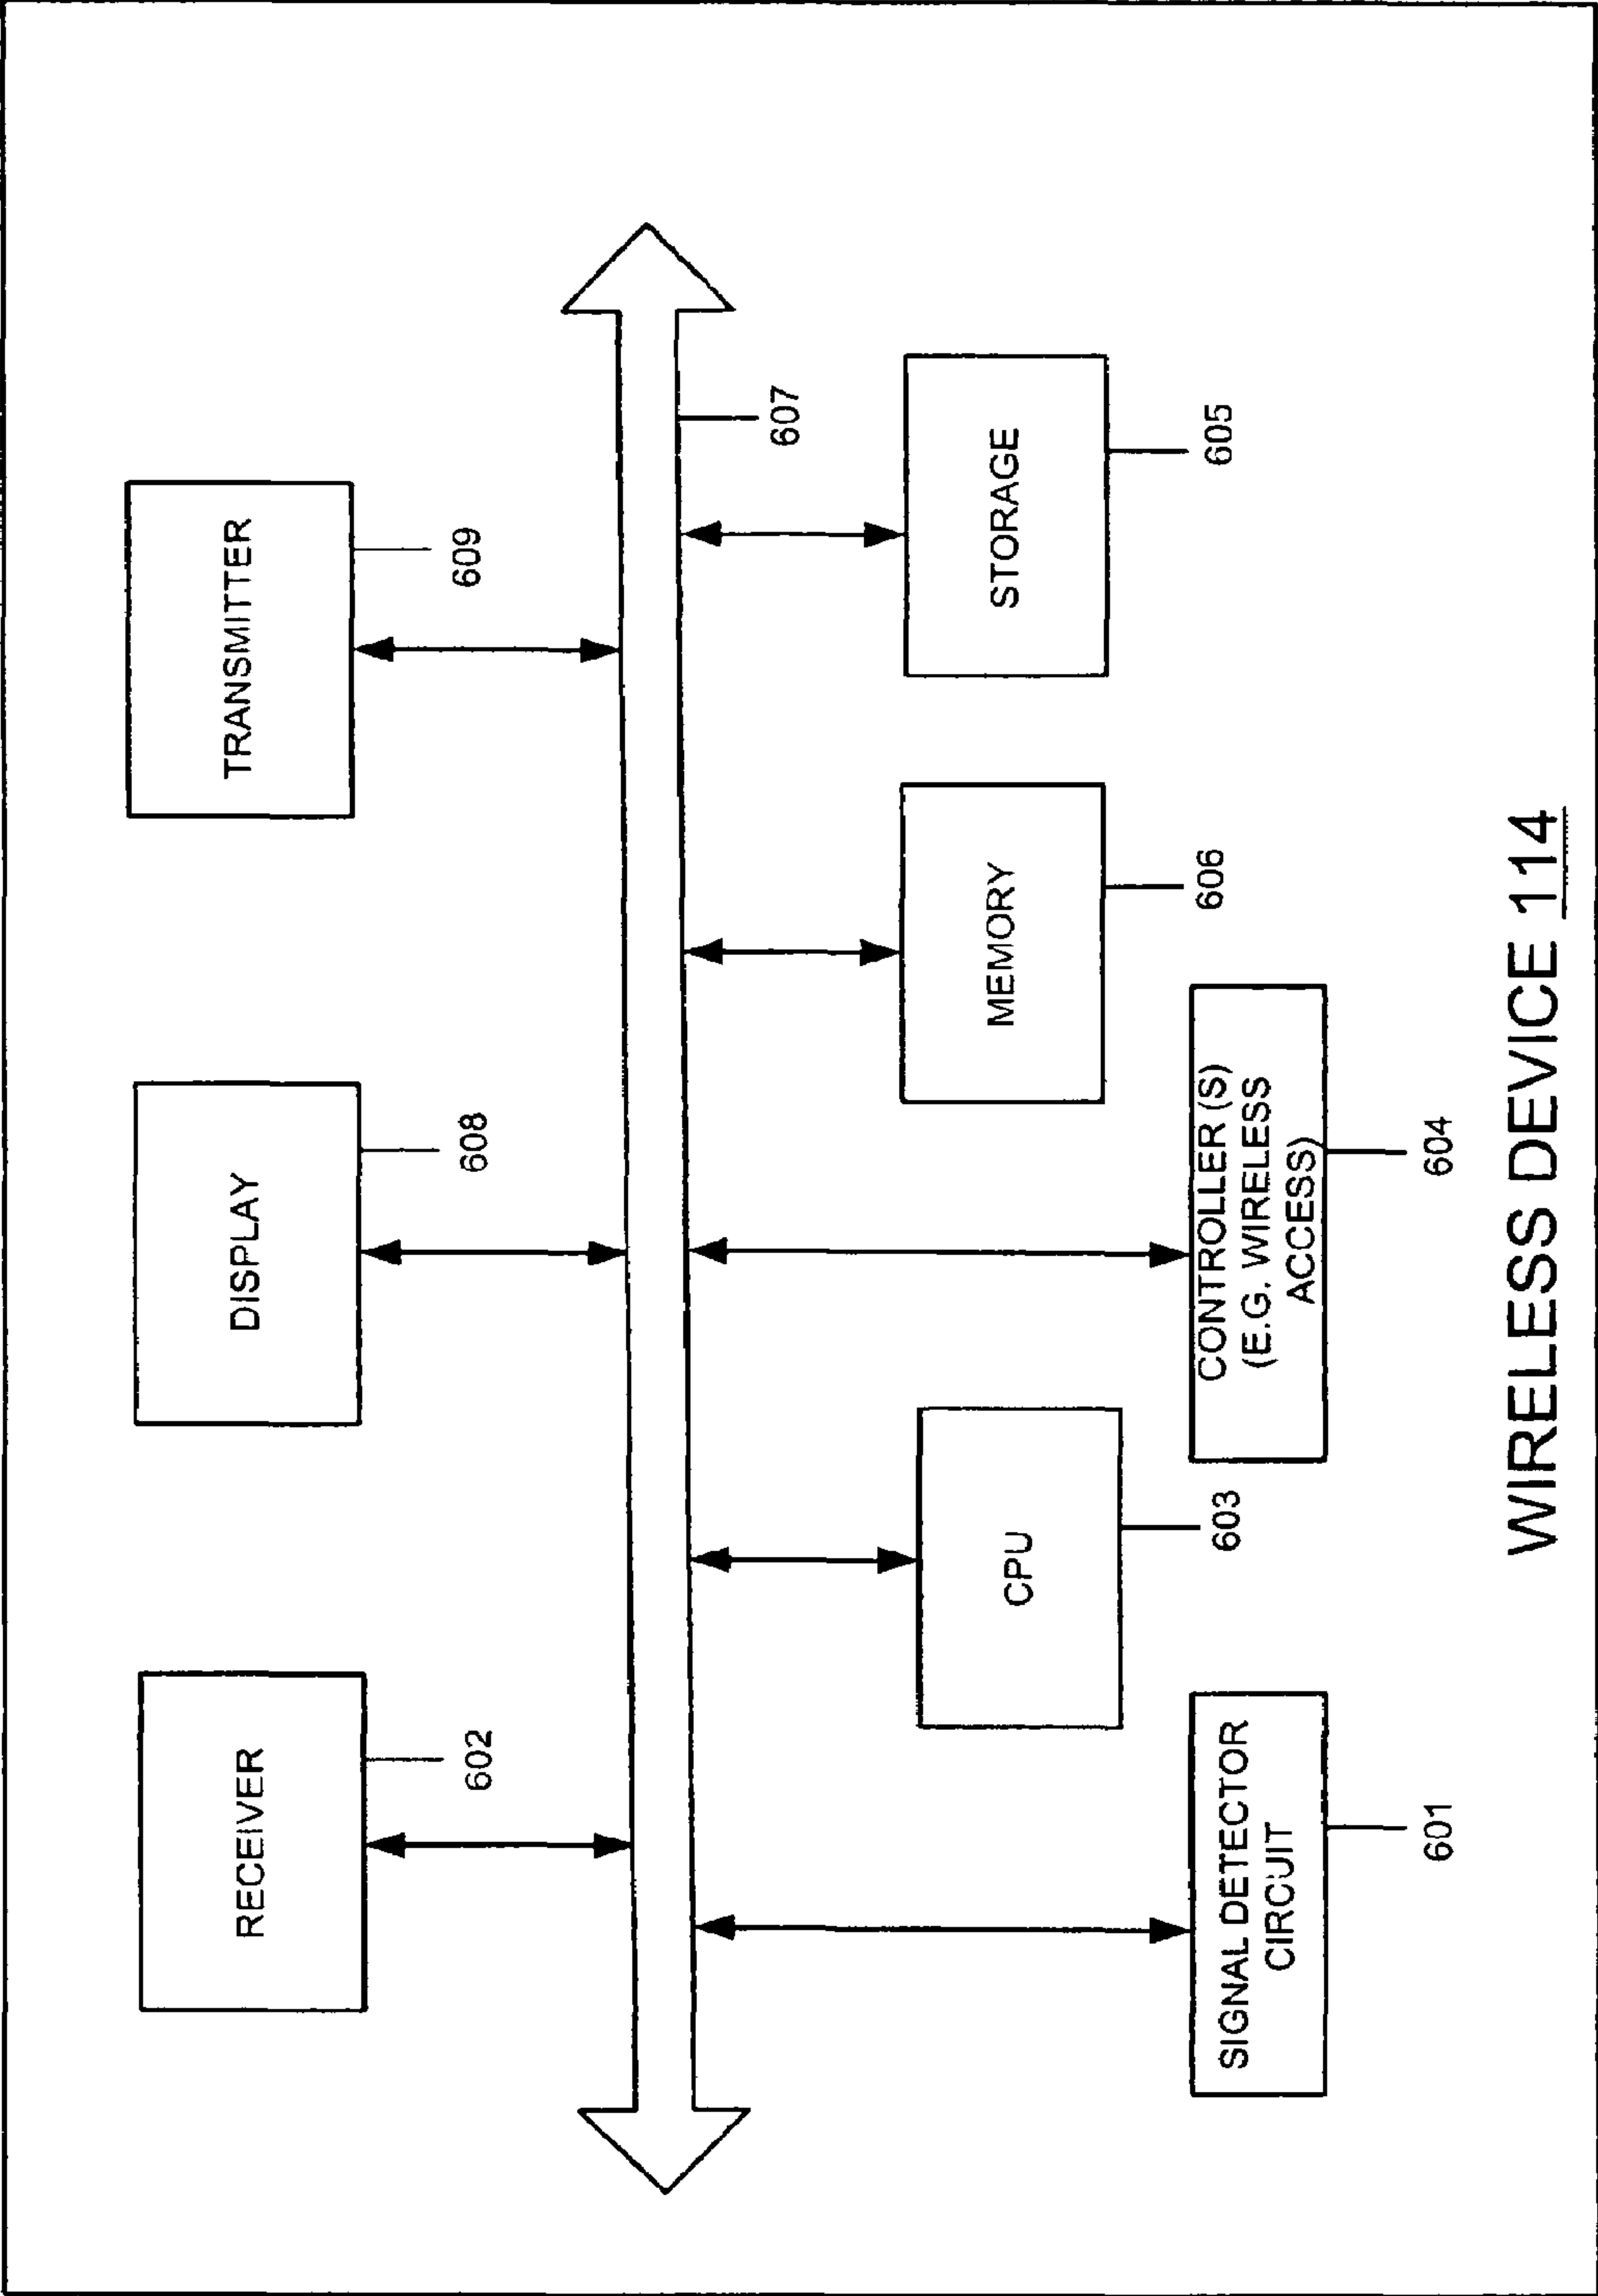 RECEIVER
602
DISPLAY
608
TRANSMITTER
609
607
SIGNAL DETECTOR
CIRCUIT
601
CPU
603
CONTROLLER (S)
(E.G. WIRELESS
ACCESS)
604
MEMORY
606
STORAGE
605
WIRELESS DEVICE 114